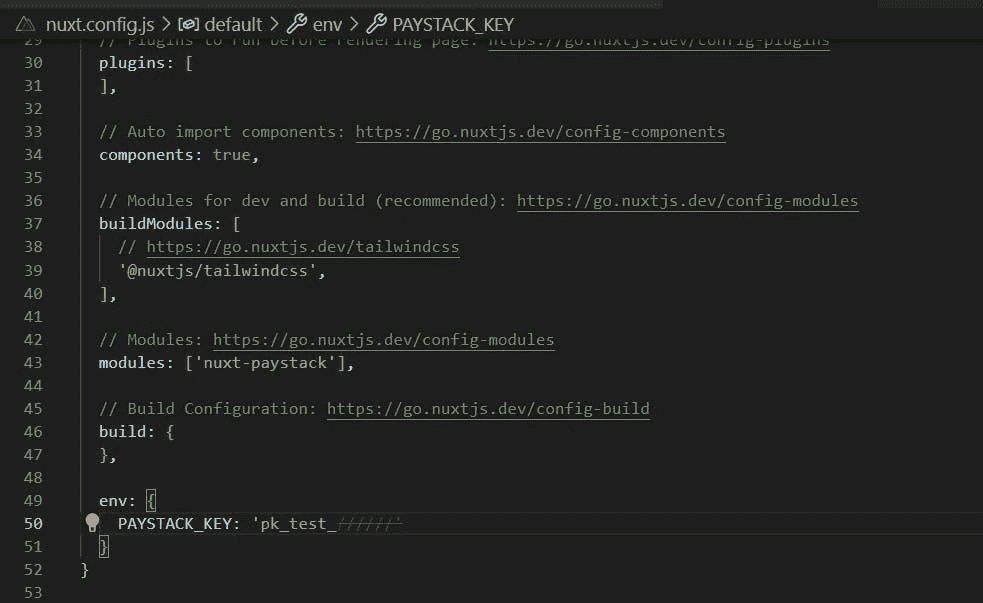 nuxt.config.js > default > env > PAYSTACK_KEY
29 // Plugins to run before rendering page: https://go.nuxtjs.dev/config-plugins
30 plugins: [
31 ],
32
33 // Auto import components: https://go.nuxtjs.dev/config-components
34 components: true,
35
36 // Modules for dev and build (recommended): https://go.nuxtjs.dev/config-modules
37 buildModules: [
38 // https://go.nuxtjs.dev/tailwindcss
39 '@nuxtjs/tailwindcss',
40 ],
41
42 // Modules: https://go.nuxtjs.dev/config-modules
43 modules: ['nuxt-paystack'],
44
45 // Build Configuration: https://go.nuxtjs.dev/config-build
46 build: {
47 },
48
49 env: {
50 PAYSTACK_KEY: 'pk_test_//////'
51 }
52 }
53